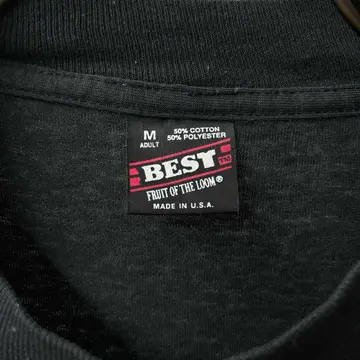 M 50% COTTON
ADULT 50% POLYESTER
BEST TM
FRUIT OF THE LOOM®
MADE IN U.S.A.